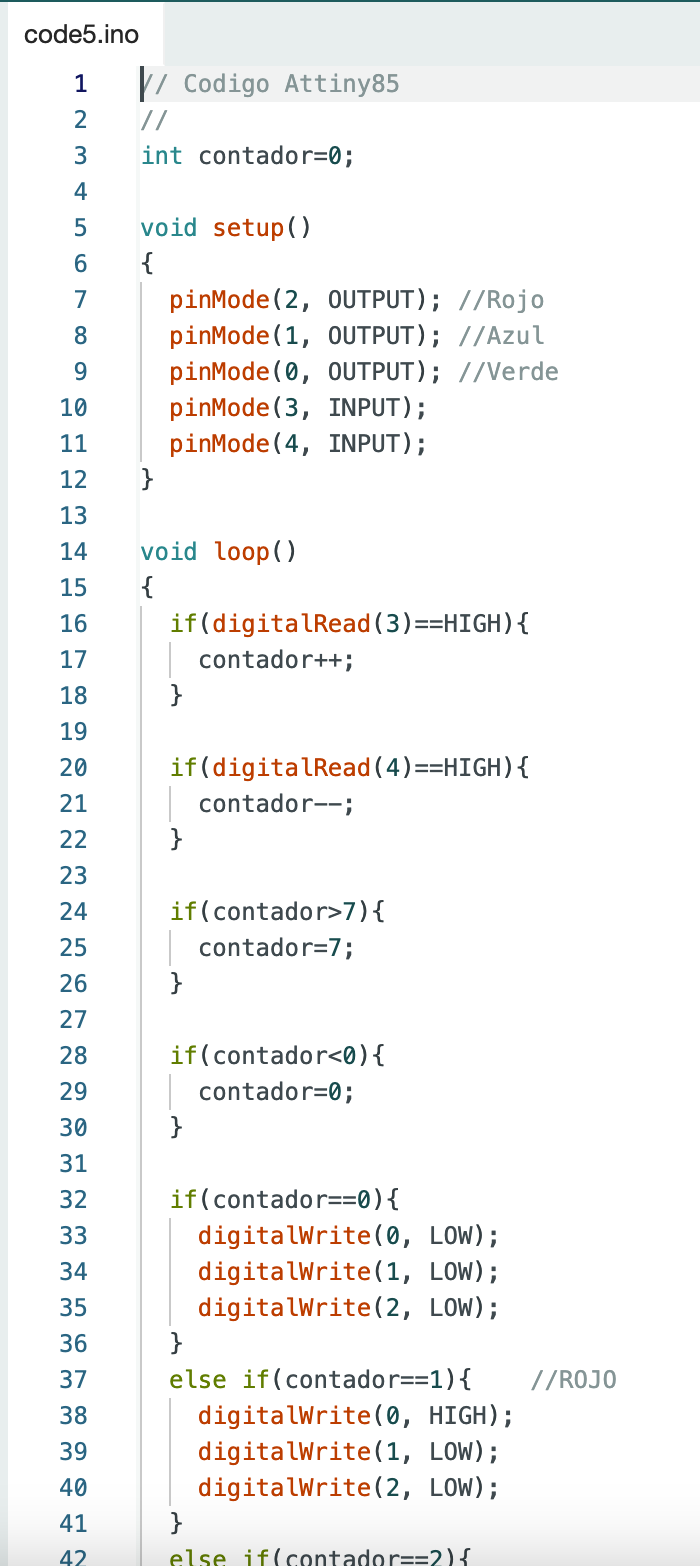 code5.ino
1 // Codigo Attiny85
2 //
3 int contador=0;
4
5 void setup()
6 {
7   pinMode(2, OUTPUT); //Rojo
8   pinMode(1, OUTPUT); //Azul
9   pinMode(0, OUTPUT); //Verde
10   pinMode(3, INPUT);
11   pinMode(4, INPUT);
12 }
13
14 void loop()
15 {
16   if(digitalRead(3)==HIGH){
17     contador++;
18   }
19
20   if(digitalRead(4)==HIGH){
21     contador--;
22   }
23
24   if(contador>7){
25     contador=7;
26   }
27
28   if(contador<0){
29     contador=0;
30   }
31
32   if(contador==0){
33     digitalWrite(0, LOW);
34     digitalWrite(1, LOW);
35     digitalWrite(2, LOW);
36   }
37   else if(contador==1){    //ROJO
38     digitalWrite(0, HIGH);
39     digitalWrite(1, LOW);
40     digitalWrite(2, LOW);
41   }
42   else if(contador==2){